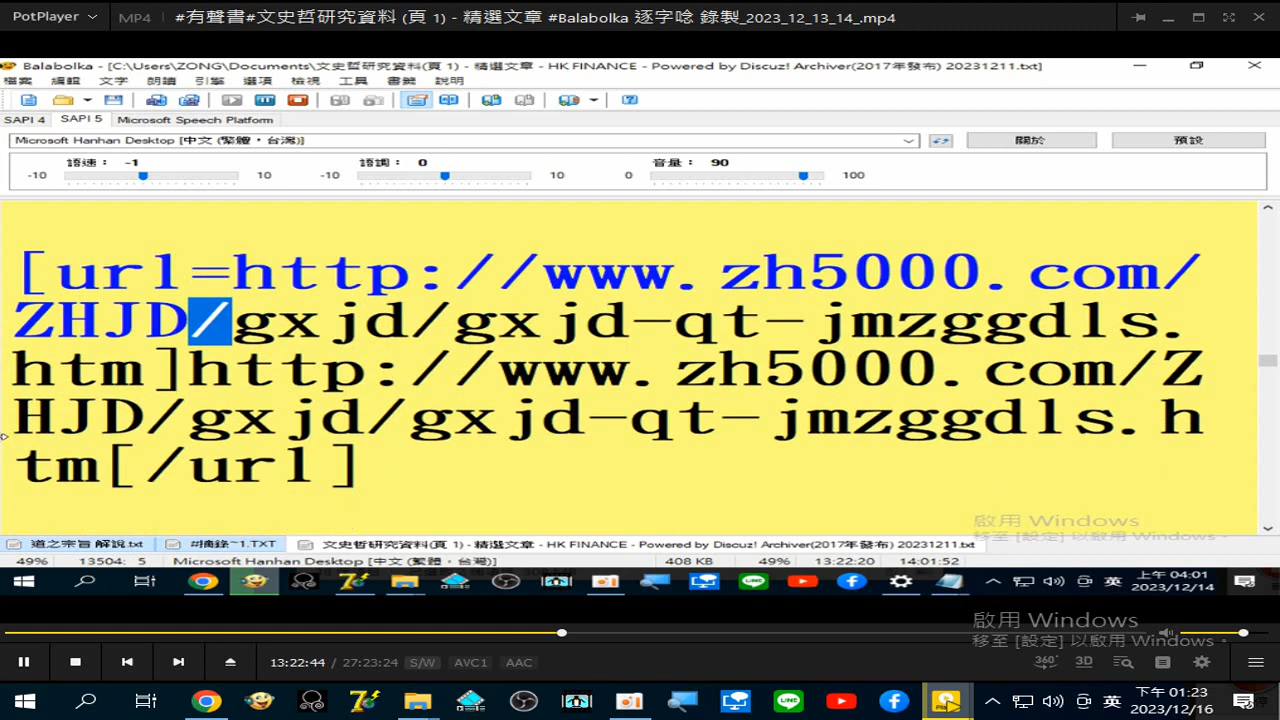 PotPlayer
MP4
#有聲書#文史哲研究資料 (頁 1) - 精選文章 #Balabolka 逐字唸 錄製_2023_12_13_14_.mp4
Balabolka - [C:\Users\ZONG\Documents\文史哲研究資料(頁 1) - 精選文章 - HK FINANCE - Powered by Discuz! Archiver(2017年發布) 20231211.txt]
檔案 編輯 文字 朗讀 引擎 選項 檢視 工具 書籤 說明
SAPI 4 SAPI 5 Microsoft Speech Platform
Microsoft Hanhan Desktop [中文 (繁體，台灣)]
關於 預設
語速： -1 語調： 0 音量： 90
-10 10 -10 10 0 100
[url=http://www.zh5000.com/
ZHJD/gxjd/gxjd-qt-jmzggdls.
htm]http://www.zh5000.com/Z
HJD/gxjd/gxjd-qt-jmzggdls.h
tm[/url]
啟用 Windows
移至 [設定] 以啟用 Windows。
道之宗旨 解說.txt #摘錄~1.TXT 文史哲研究資料(頁 1) - 精選文章 - HK FINANCE - Powered by Discuz! Archiver(2017年發布) 20231211.txt
49% 13504: 5 Microsoft Hanhan Desktop [中文 (繁體，台灣)] 408 KB 49% 13:22:20 14:01:52
英 上午 04:01
2023/12/14
啟用 Windows
移至 [設定] 以啟用 Windows。
13:22:44 / 27:23:24 S/W AVC1 AAC
360° 3D
英 下午 01:23
2023/12/16